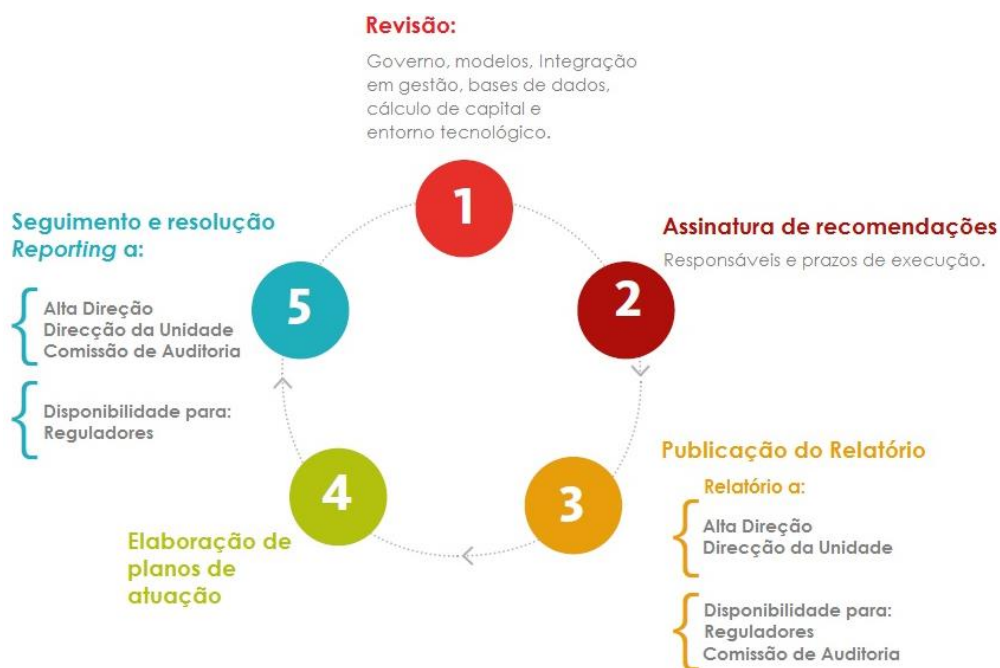 Revisão:
Governo, modelos, Integração
em gestão, bases de dados,
cálculo de capital e
entorno tecnológico.
1
Assinatura de recomendações
Responsáveis e prazos de execução.
2
Publicação do Relatório
Relatório a:
Alta Direção
Direcção da Unidade
Disponibilidade para:
Reguladores
Comissão de Auditoria
3
4
Elaboração de
planos de
atuação
Seguimento e resolução
Reporting a:
5
Alta Direção
Direcção da Unidade
Comissão de Auditoria
Disponibilidade para:
Reguladores